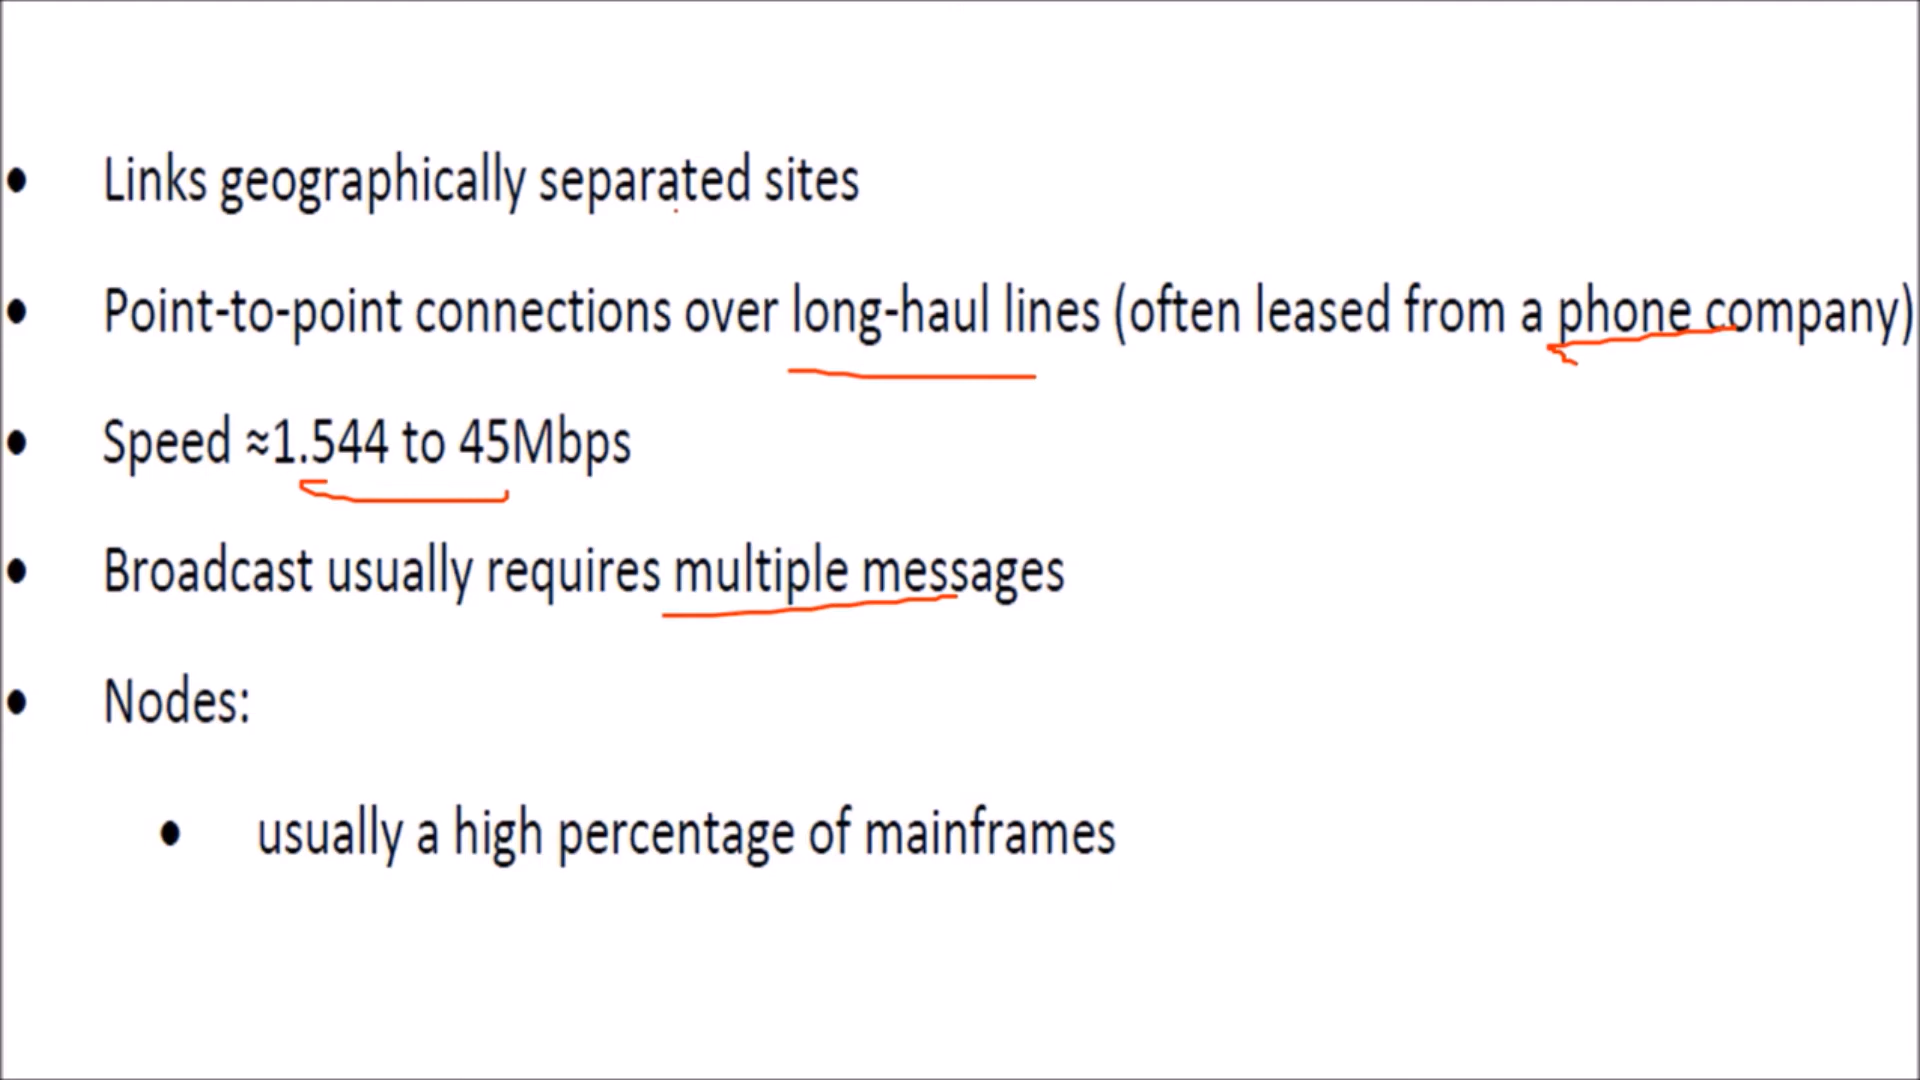 • Links geographically separated sites
• Point-to-point connections over long-haul lines (often leased from a phone company)
• Speed ≈1.544 to 45Mbps
• Broadcast usually requires multiple messages
• Nodes:
• usually a high percentage of mainframes